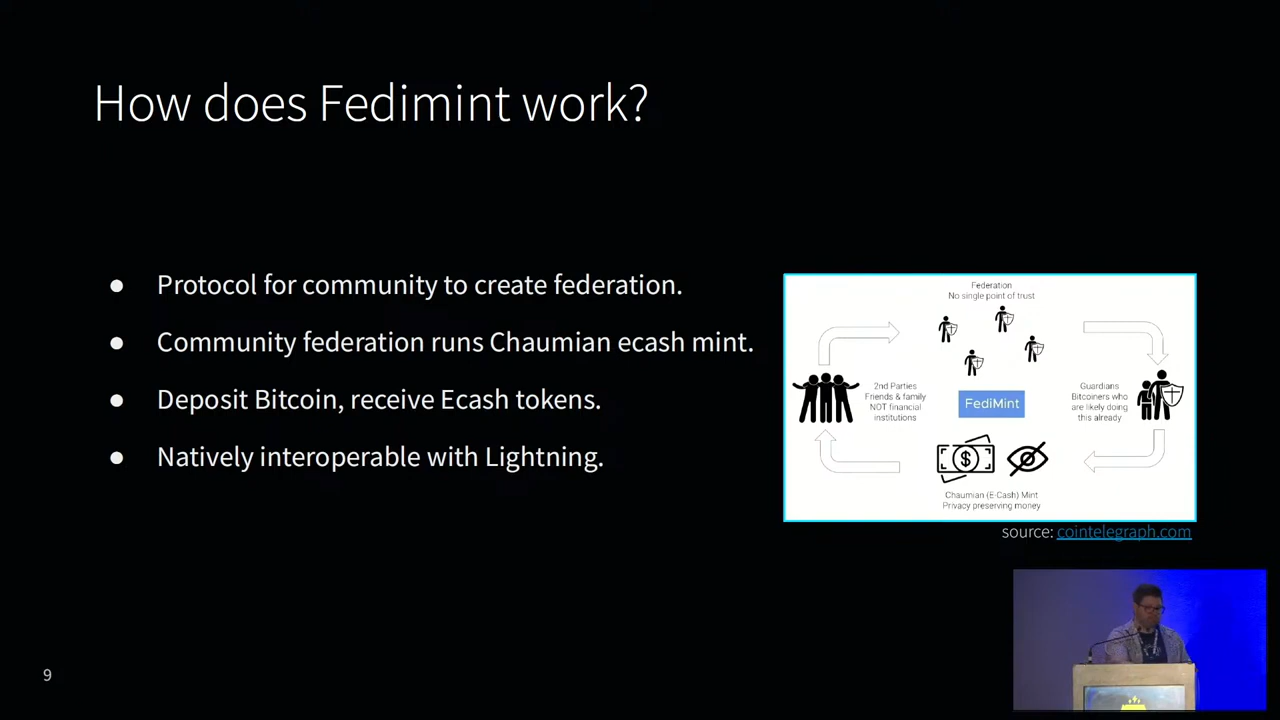 How does Fedimint work?
● Protocol for community to create federation.
● Community federation runs Chaumian ecash mint.
● Deposit Bitcoin, receive Ecash tokens.
● Natively interoperable with Lightning.
Federation
No single point of trust
2nd Parties
Friends & family
NOT financial
institutions
FediMint
Guardians
Bitcoiners who
are likely doing
this already
Chaumian (E-Cash) Mint
Privacy preserving money
source: cointelegraph.com
9